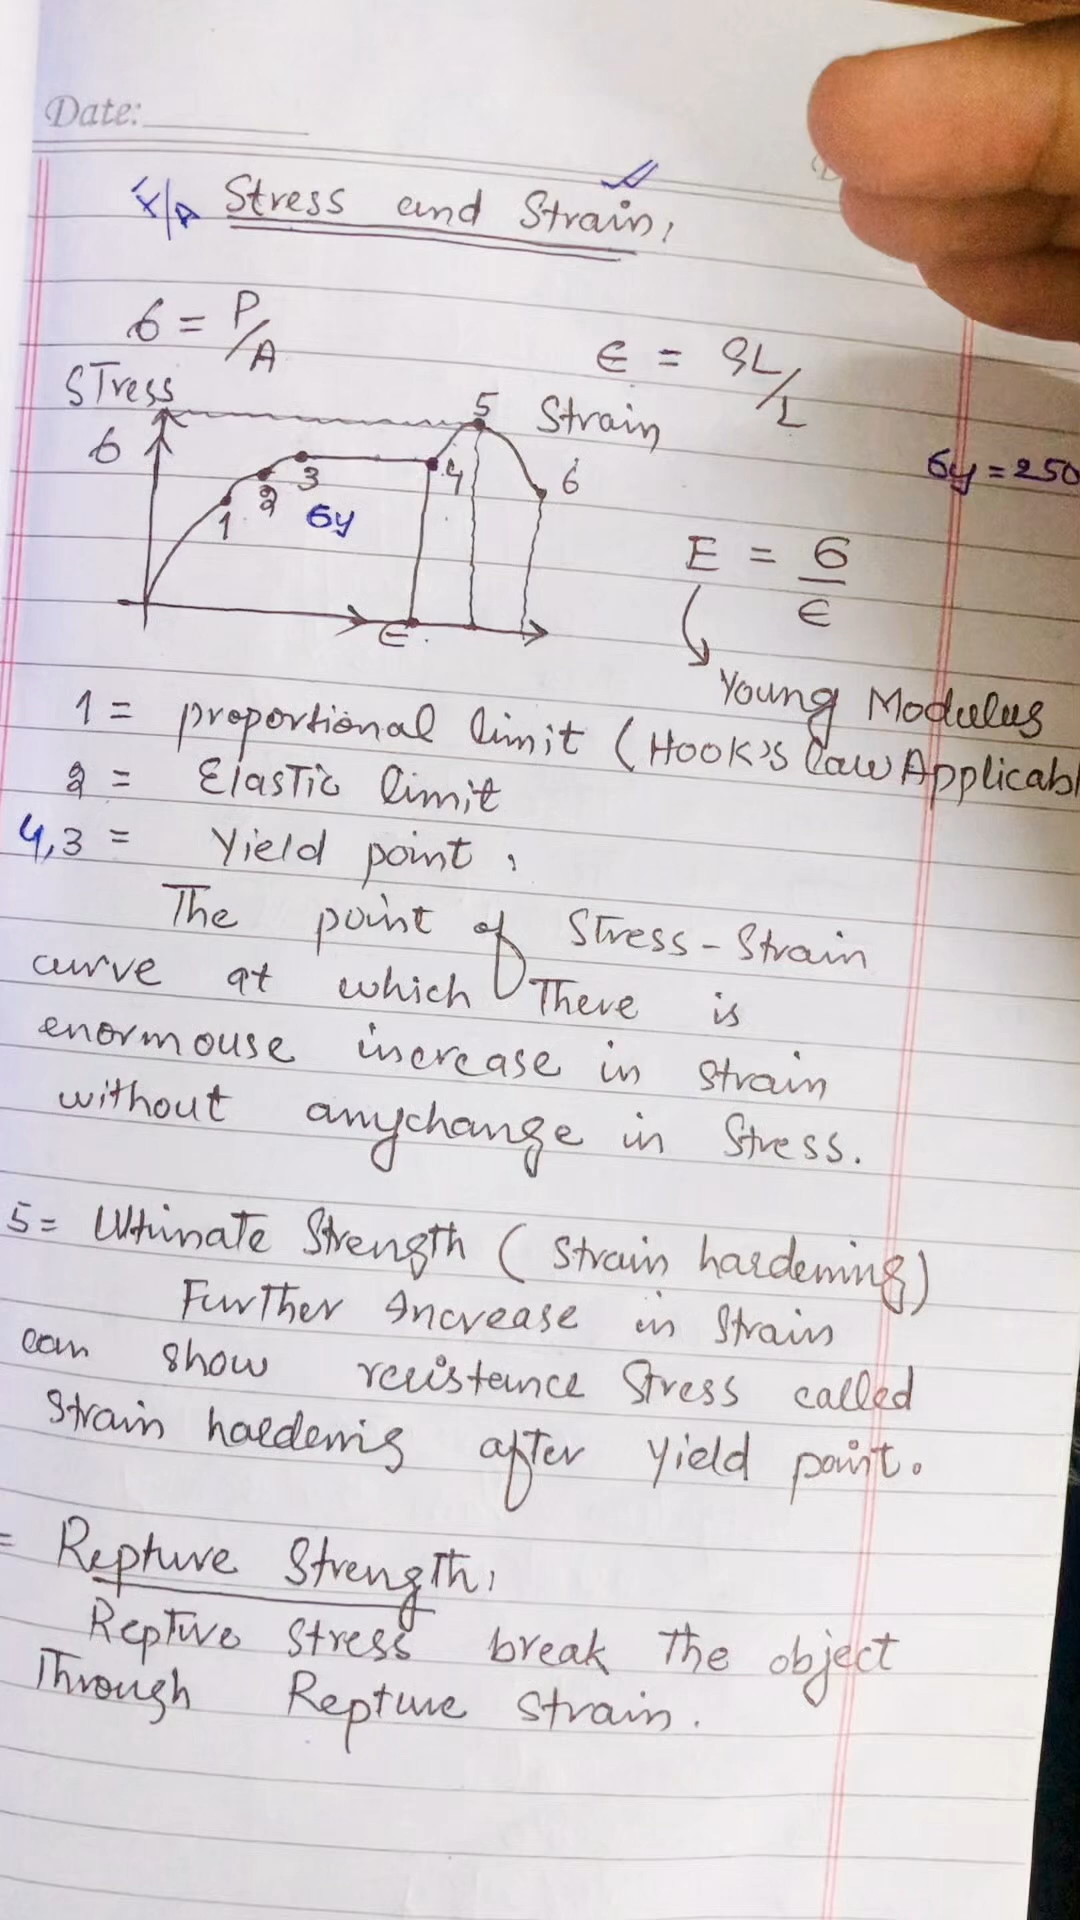 Date:
F/A Stress and Strain,
σ = P/A
ϵ = δL/L
Stress
σ
5
Strain
σy = 250
1
2
3
4
6
σy
E = σ/ϵ
ϵ
Young Modulus
1 = proportional limit (Hook's law Applicabl
2 = Elastic limit
4,3 = Yield point,
The point of Stress-Strain
curve at which There is
enormouse increase in strain
without anychange in Stress.
5 = Ultimate Strength (Strain hardening)
Further Increase in Strain
can show resistance Stress called
Strain hardenig after Yield point.
= Repture Strength,
Reptive Stress break The object
Through Repture Strain.